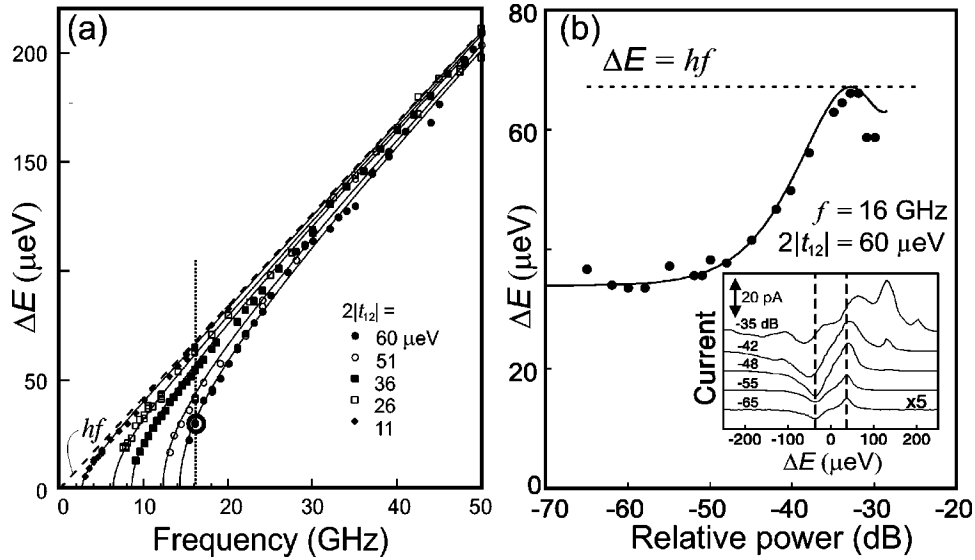 (a)
200
150
100
50
0
ΔE (μeV)
2|t₁₂| =
60 μeV
51
36
26
11
hf
0
10
20
30
40
50
Frequency (GHz)
(b)
80
60
40
20
0
ΔE (μeV)
ΔE = hf
f = 16 GHz
2|t₁₂| = 60 μeV
20 pA
-35 dB
-42
-48
-55
-65
x5
Current
-200
-100
0
100
200
ΔE (μeV)
-70
-60
-50
-40
-30
-20
Relative power (dB)